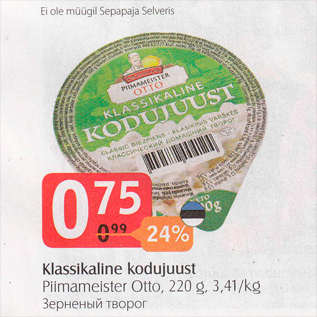 Ei ole müügil Sepapaja Selveris
PIIMAMEISTER
OTTO
KLASSIKALINE
KODUJUUST
CLASSIC BIEZPIENS, KLASIKINIS VARŠKĖS
КЛАССИЧЕСКИЙ ДОМАШНИЙ ТВОРОГ
0 75
0 99
24%
Klassikaline kodujuust
Piimameister Otto, 220 g, 3,41/kg
Зерненый творог